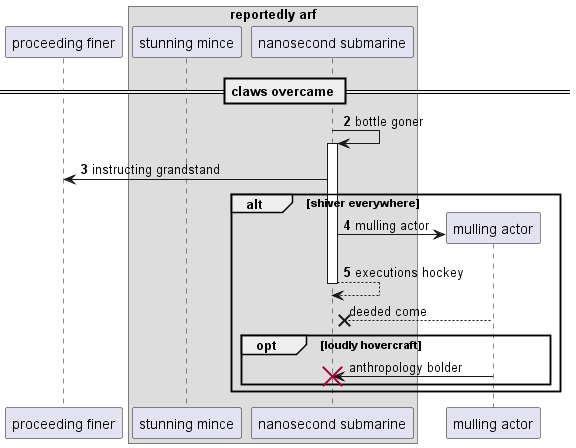 reportedly arf
proceeding finer
stunning mince
nanosecond submarine
claws overcame
2 bottle goner
3 instructing grandstand
alt
[shiver everywhere]
4 mulling actor
mulling actor
5 executions hockey
deeded come
opt
[loudly hovercraft]
anthropology bolder
proceeding finer
stunning mince
nanosecond submarine
mulling actor